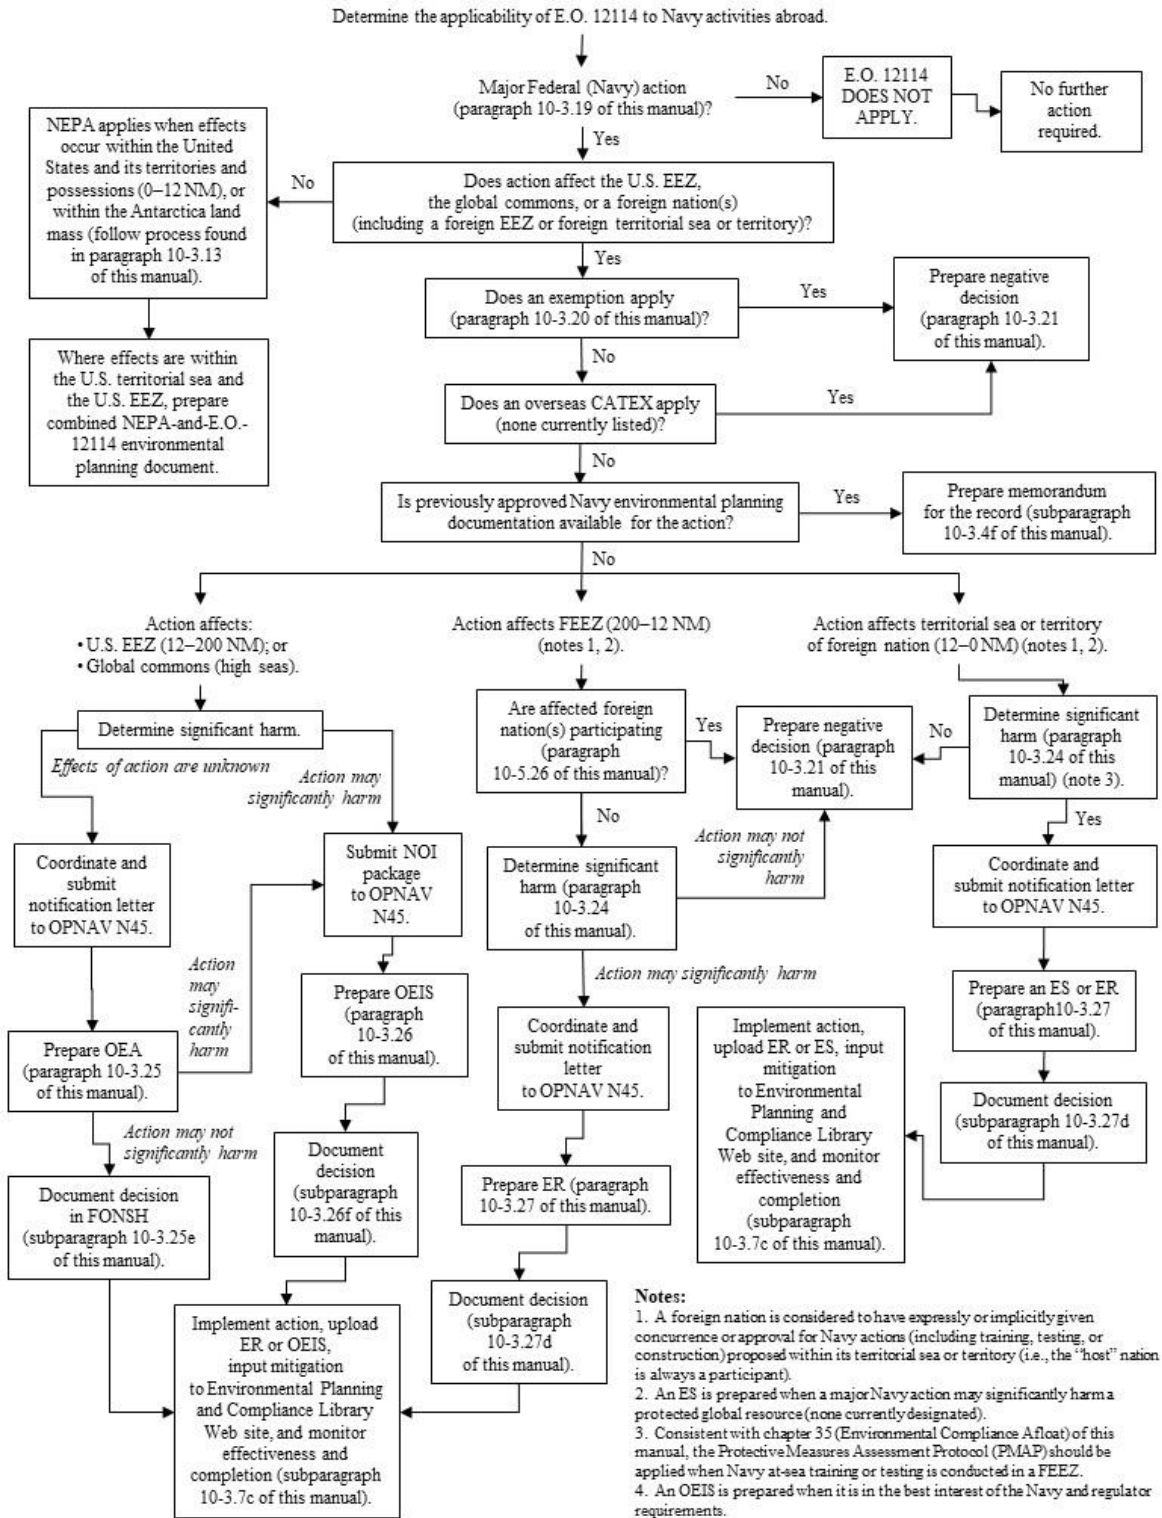 Determine the applicability of E.O. 12114 to Navy activities abroad.
Major Federal (Navy) action
(paragraph 10-3.19 of this manual)?
No
E.O. 12114
DOES NOT
APPLY.
No further
action
required.
Yes
NEPA applies when effects
occur within the United
States and its territories and
possessions (0–12 NM), or
within the Antarctica land
mass (follow process found
in paragraph 10-3.13
of this manual).
No
Does action affect the U.S. EEZ,
the global commons, or a foreign nation(s)
(including a foreign EEZ or foreign territorial sea or territory)?
Yes
Does an exemption apply
(paragraph 10-3.20 of this manual)?
Yes
Prepare negative
decision
(paragraph 10-3.21
of this manual).
No
Where effects are within
the U.S. territorial sea and
the U.S. EEZ, prepare
combined NEPA-and-E.O.-
12114 environmental
planning document.
Does an overseas CATEX apply
(none currently listed)?
Yes
No
Is previously approved Navy environmental planning
documentation available for the action?
Yes
Prepare memorandum
for the record (subparagraph
10-3.4f of this manual).
No
Action affects:
• U.S. EEZ (12–200 NM); or
• Global commons (high seas).
Action affects FEEZ (200–12 NM)
(notes 1, 2).
Action affects territorial sea or territory
of foreign nation (12–0 NM) (notes 1, 2).
Determine significant harm.
Effects of action are unknown
Action may
significantly harm
Are affected foreign
nation(s) participating
(paragraph
10-5.26 of this manual)?
Yes
Prepare negative
decision (paragraph
10-3.21 of this
manual).
No
Determine significant
harm (paragraph
10-3.24 of this
manual) (note 3).
No
Yes
Coordinate and
submit
notification letter
to OPNAV N45.
Submit NOI
package
to OPNAV
N45.
Determine significant
harm (paragraph
10-3.24
of this manual).
Action may not
significantly
harm
Coordinate and
submit notification letter
to OPNAV N45.
Action
may
signifi-
cantly
harm
Action may significantly harm
Prepare OEA
(paragraph 10-3.25
of this manual).
Prepare OEIS
(paragraph
10-3.26
of this manual).
Coordinate and
submit notification
letter
to OPNAV N45.
Implement action,
upload ER or ES, input
mitigation
to Environmental
Planning and
Compliance Library
Web site, and monitor
effectiveness and
completion
(subparagraph
10-3.7c of this manual).
Prepare an ES or ER
(paragraph10-3.27
of this manual).
Document decision
(subparagraph 10-3.27d
of this manual).
Action may not
significantly harm
Document decision
in FONSH
(subparagraph 10-3.25e
of this manual).
Document
decision
(subparagraph
10-3.26f of this
manual).
Prepare ER (paragraph
10-3.27 of this manual).
Document decision
(subparagraph
10-3.27d
of this manual).
Implement action, upload
ER or OEIS,
input mitigation
to Environmental Planning
and Compliance Library
Web site, and monitor
effectiveness and
completion (subparagraph
10-3.7c of this manual).
Notes:
1. A foreign nation is considered to have expressly or implicitly given
concurrence or approval for Navy actions (including training, testing, or
construction) proposed within its territorial sea or territory (i.e., the “host” nation
is always a participant).
2. An ES is prepared when a major Navy action may significantly harm a
protected global resource (none currently designated).
3. Consistent with chapter 35 (Environmental Compliance Afloat) of this
manual, the Protective Measures Assessment Protocol (PMAP) should be
applied when Navy at-sea training or testing is conducted in a FEEZ.
4. An OEIS is prepared when it is in the best interest of the Navy and regulator
requirements.